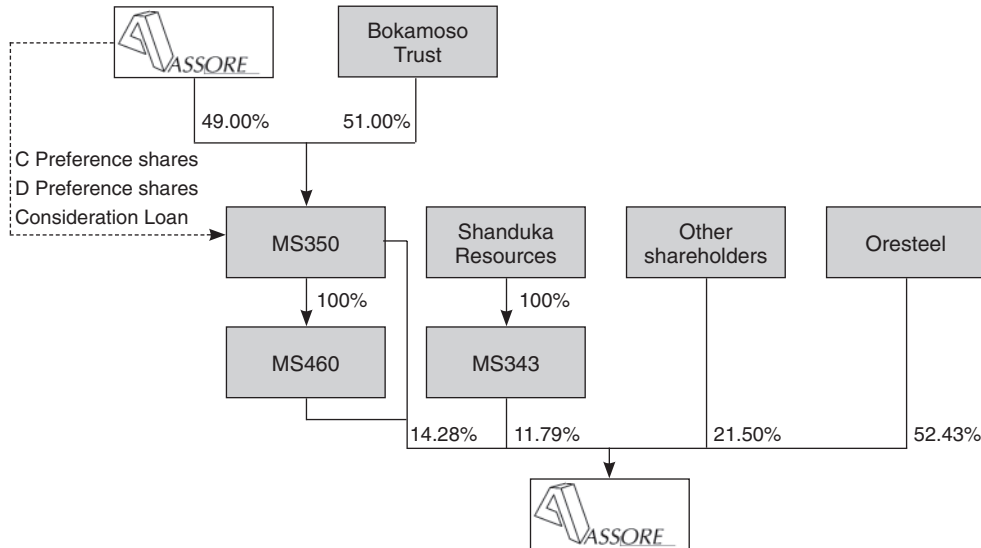 ASSORE
Bokamoso
Trust
49.00%
51.00%
C Preference shares
D Preference shares
Consideration Loan
MS350
Shanduka
Resources
Other
shareholders
Oresteel
100%
100%
MS460
MS343
14.28%
11.79%
21.50%
52.43%
ASSORE